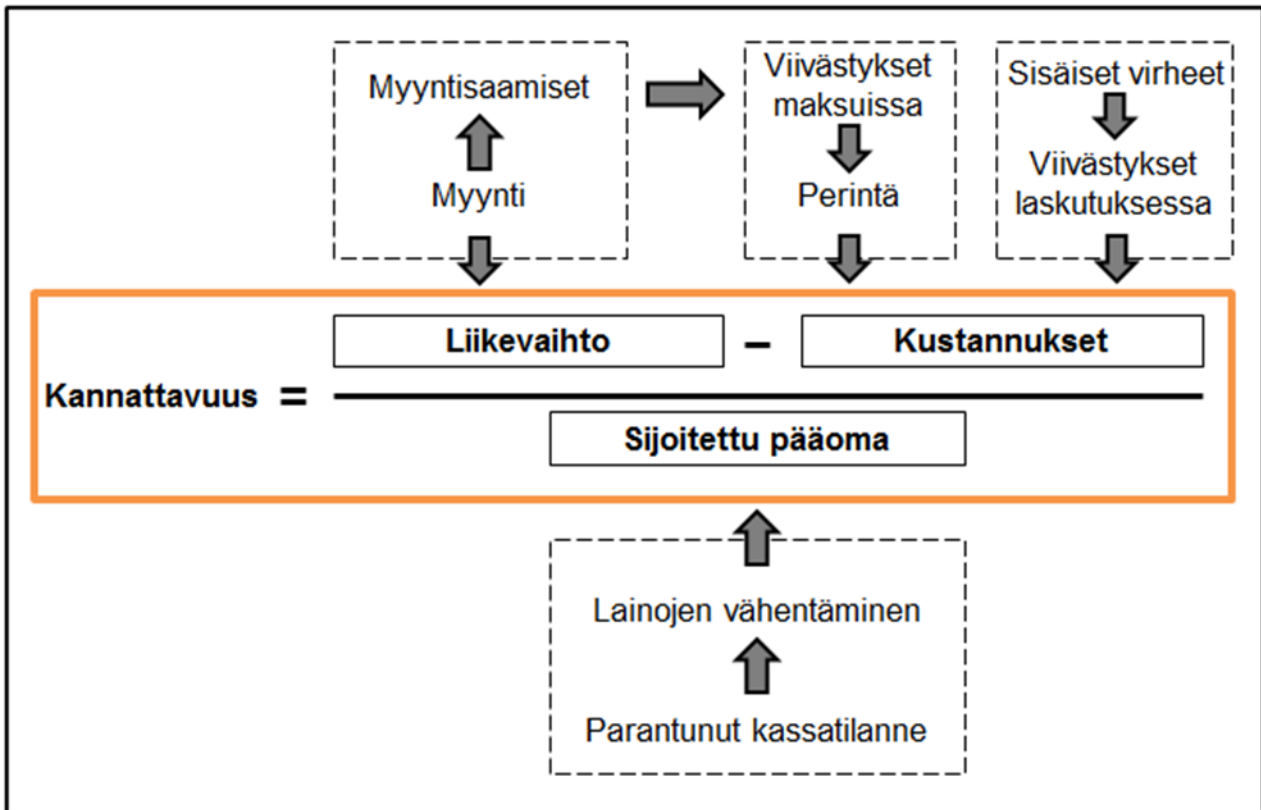 Myyntisaamiset
Myynti
Viivästykset
maksuissa
Perintä
Sisäiset virheet
Viivästykset
laskutuksessa
Kannattavuus =
Liikevaihto – Kustannukset
Sijoitettu pääoma
Lainojen vähentäminen
Parantunut kassatilanne